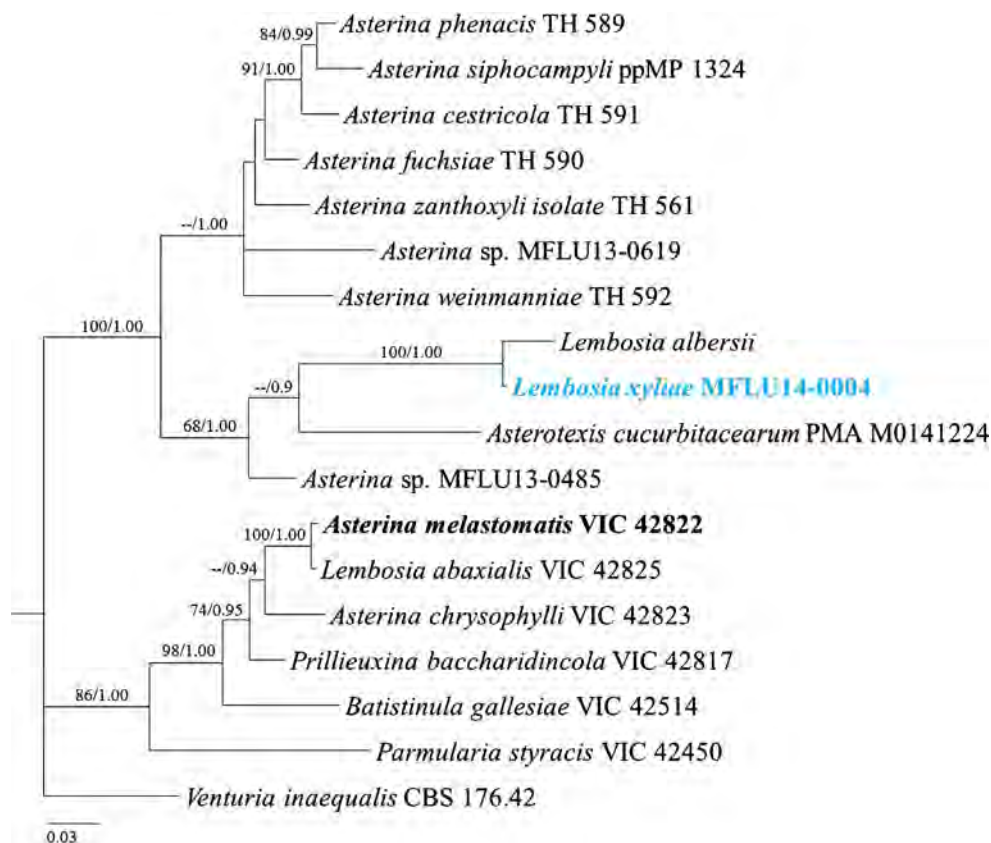 84/0.99
Asterina phenacis TH 589
91/1.00
Asterina siphocampyli ppMP 1324
Asterina cestricola TH 591
Asterina fuchsiae TH 590
Asterina zanthoxyli isolate TH 561
--/1.00
Asterina sp. MFLU13-0619
Asterina weinmanniae TH 592
100/1.00
Lembosia albersii
100/1.00
Lembosia xyliae MFLU14-0004
--/0.9
Asterotexis cucurbitacearum PMA M0141224
68/1.00
Asterina sp. MFLU13-0485
Asterina melastomatis VIC 42822
100/1.00
Lembosia abaxialis VIC 42825
--/0.94
Asterina chrysophylli VIC 42823
74/0.95
Prillieuxina baccharidincola VIC 42817
98/1.00
Batistinula gallesiae VIC 42514
86/1.00
Parmularia styracis VIC 42450
Venturia inaequalis CBS 176.42
0.03